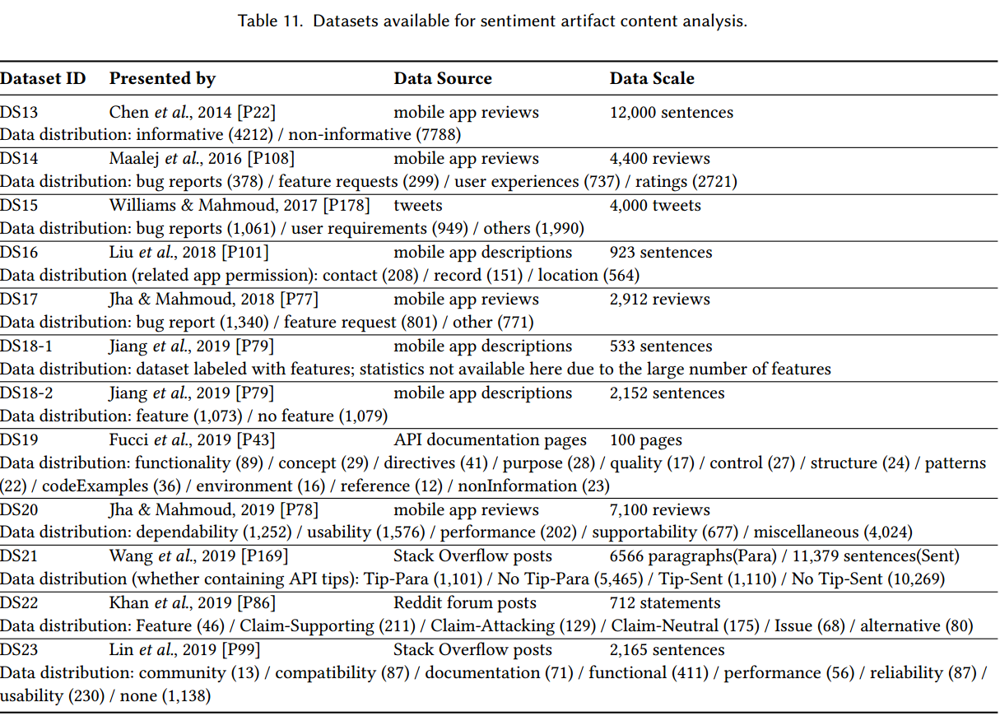 Table 11. Datasets available for sentiment artifact content analysis.
Dataset ID Presented by Data Source Data Scale
DS13 Chen et al., 2014 [P22] mobile app reviews 12,000 sentences
Data distribution: informative (4212) / non-informative (7788)
DS14 Maalej et al., 2016 [P108] mobile app reviews 4,400 reviews
Data distribution: bug reports (378) / feature requests (299) / user experiences (737) / ratings (2721)
DS15 Williams & Mahmoud, 2017 [P178] tweets 4,000 tweets
Data distribution: bug reports (1,061) / user requirements (949) / others (1,990)
DS16 Liu et al., 2018 [P101] mobile app descriptions 923 sentences
Data distribution (related app permission): contact (208) / record (151) / location (564)
DS17 Jha & Mahmoud, 2018 [P77] mobile app reviews 2,912 reviews
Data distribution: bug report (1,340) / feature request (801) / other (771)
DS18-1 Jiang et al., 2019 [P79] mobile app descriptions 533 sentences
Data distribution: dataset labeled with features; statistics not available here due to the large number of features
DS18-2 Jiang et al., 2019 [P79] mobile app descriptions 2,152 sentences
Data distribution: feature (1,073) / no feature (1,079)
DS19 Fucci et al., 2019 [P43] API documentation pages 100 pages
Data distribution: functionality (89) / concept (29) / directives (41) / purpose (28) / quality (17) / control (27) / structure (24) / patterns
(22) / codeExamples (36) / environment (16) / reference (12) / nonInformation (23)
DS20 Jha & Mahmoud, 2019 [P78] mobile app reviews 7,100 reviews
Data distribution: dependability (1,252) / usability (1,576) / performance (202) / supportability (677) / miscellaneous (4,024)
DS21 Wang et al., 2019 [P169] Stack Overflow posts 6566 paragraphs(Para) / 11,379 sentences(Sent)
Data distribution (whether containing API tips): Tip-Para (1,101) / No Tip-Para (5,465) / Tip-Sent (1,110) / No Tip-Sent (10,269)
DS22 Khan et al., 2019 [P86] Reddit forum posts 712 statements
Data distribution: Feature (46) / Claim-Supporting (211) / Claim-Attacking (129) / Claim-Neutral (175) / Issue (68) / alternative (80)
DS23 Lin et al., 2019 [P99] Stack Overflow posts 2,165 sentences
Data distribution: community (13) / compatibility (87) / documentation (71) / functional (411) / performance (56) / reliability (87) /
usability (230) / none (1,138)